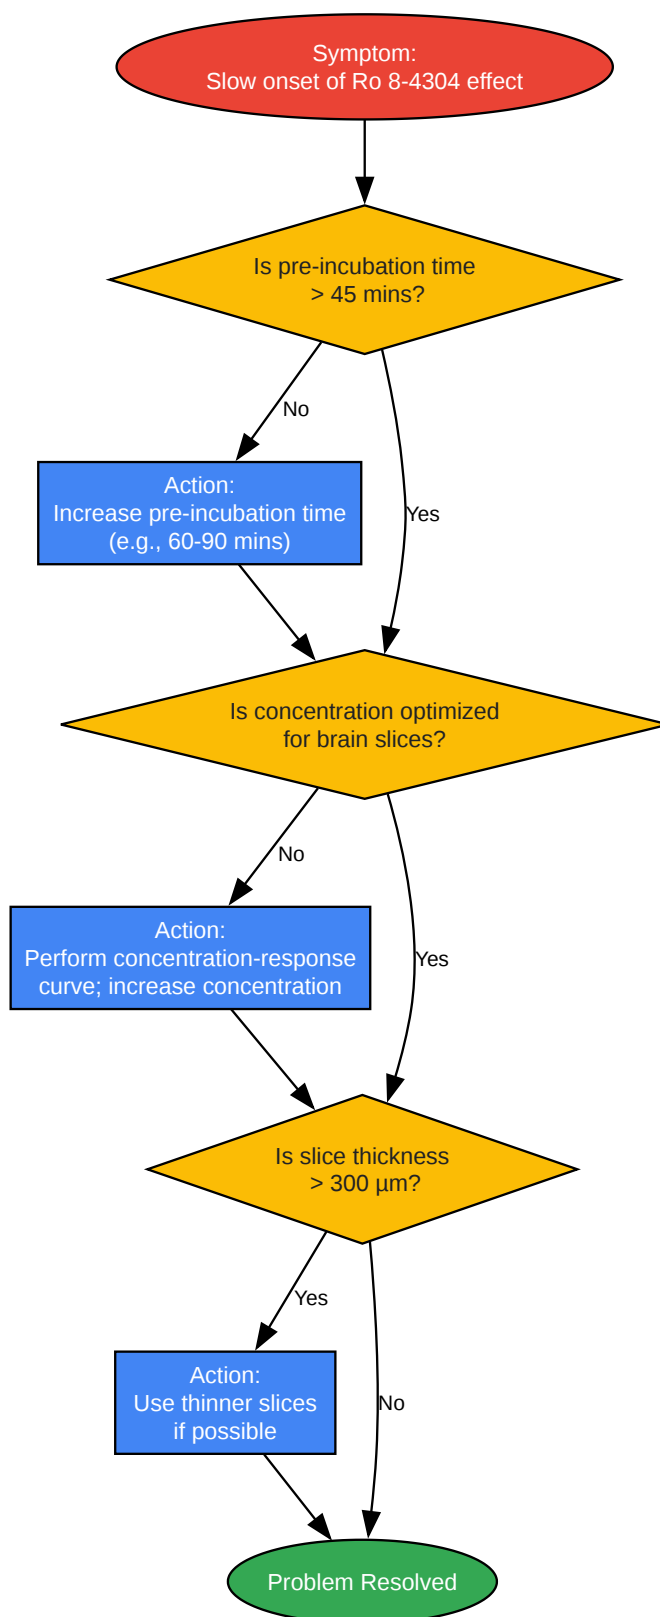 Symptom:
Slow onset of Ro 8-4304 effect
Is pre-incubation time
> 45 mins?
No
Yes
Action:
Increase pre-incubation time
(e.g., 60-90 mins)
Is concentration optimized
for brain slices?
No
Yes
Action:
Perform concentration-response
curve; increase concentration
Is slice thickness
> 300 µm?
Yes
No
Action:
Use thinner slices
if possible
Problem Resolved